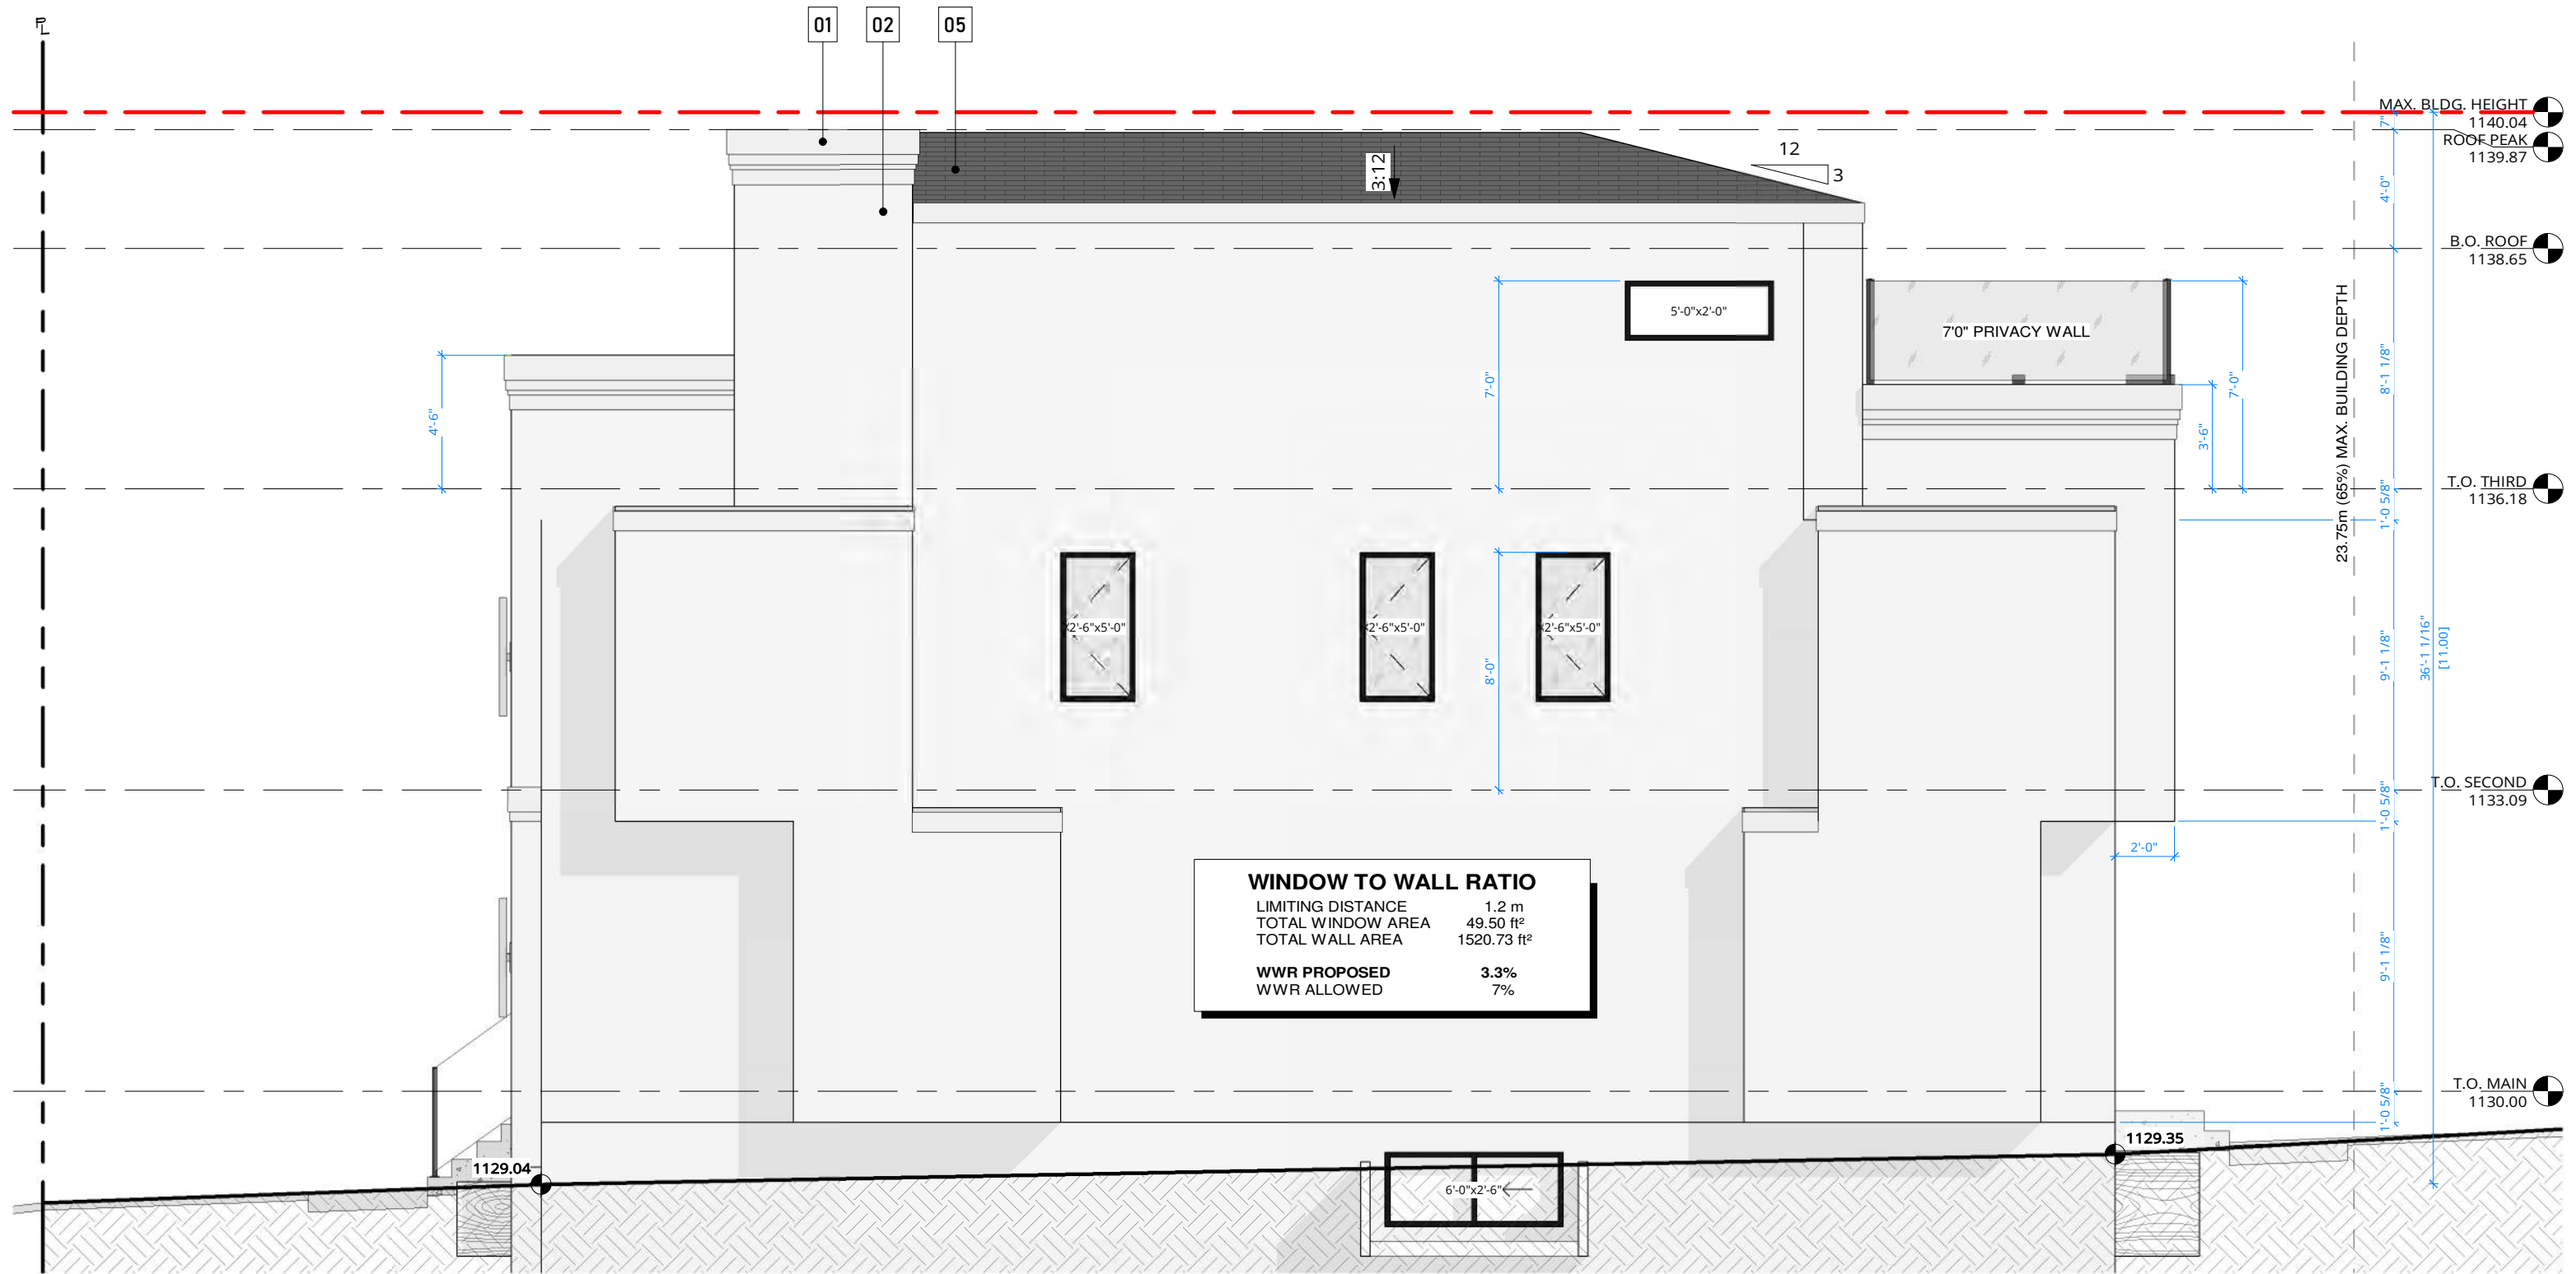 PL
01
02
05
MAX. BLDG. HEIGHT
1140.04
7"
ROOF PEAK
1139.87
12
3
3:12
4'-0"
B.O. ROOF
1138.65
5'-0"x2'-0"
7'0" PRIVACY WALL
23.75m (65%) MAX. BUILDING DEPTH
4'-6"
7'-0"
3'-6"
7'-0"
8'-1 1/8"
T.O. THIRD
1136.18
1'-0 5/8"
2'-6"x5'-0"
2'-6"x5'-0"
2'-6"x5'-0"
8'-0"
9'-1 1/8"
36'-1 1/16"
[11.00]
T.O. SECOND
1133.09
1'-0 5/8"
2'-0"
WINDOW TO WALL RATIO
LIMITING DISTANCE 1.2 m
TOTAL WINDOW AREA 49.50 ft²
TOTAL WALL AREA 1520.73 ft²
WWR PROPOSED 3.3%
WWR ALLOWED 7%
9'-1 1/8"
T.O. MAIN
1130.00
1'-0 5/8"
1129.04
1129.35
6'-0"x2'-6"